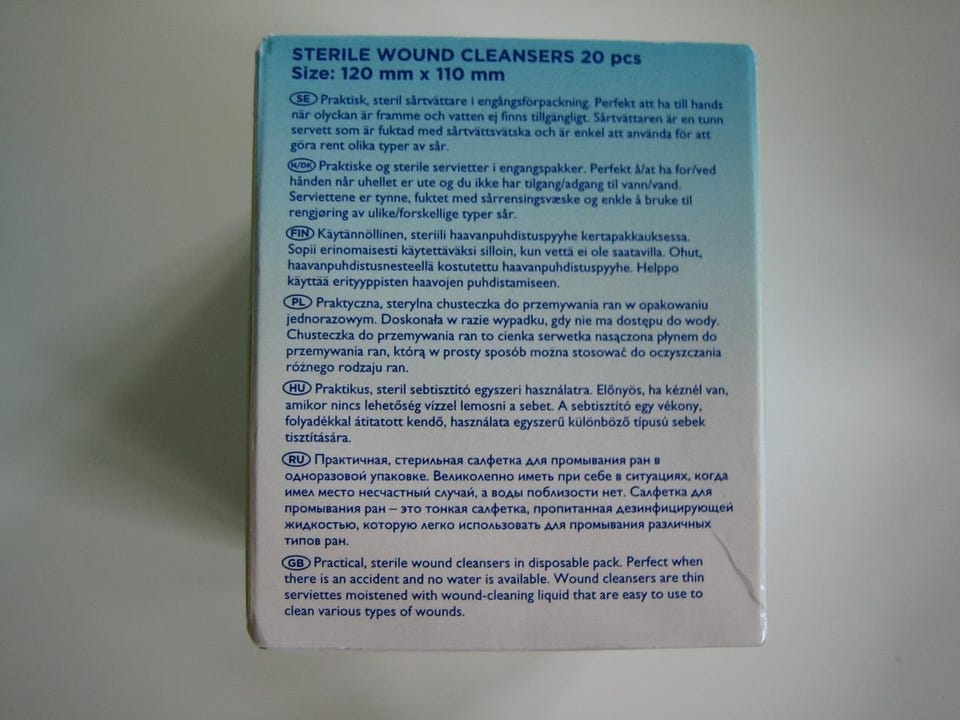 STERILE WOUND CLEANSERS 20 pcs
Size: 120 mm x 110 mm
SE Praktisk, steril sårtvättare i engångsförpackning. Perfekt att ha till hands
när olyckan är framme och vatten ej finns tillgängligt. Sårtvättaren är en tunn
servett som är fuktad med sårtvättsvätska och är enkel att använda för att
göra rent olika typer av sår.
N/DK Praktiske og sterile servietter i engangspakker. Perfekt å/at ha for/ved
hånden når uhellet er ute og du ikke har tilgang/adgang til vann/vand.
Serviettene er tynne, fuktet med sårrensingsvæske og enkle å bruke til
rengjøring av ulike/forskellige typer sår.
FIN Käytännöllinen, steriili haavanpuhdistuspyyhe kertapakkauksessa.
Sopii erinomaisesti käytettäväksi silloin, kun vettä ei ole saatavilla. Ohut,
haavanpuhdistusnesteellä kostutettu haavanpuhdistuspyyhe. Helppo
käyttää erityyppisten haavojen puhdistamiseen.
PL Praktyczna, sterylna chusteczka do przemywania ran w opakowaniu
jednorazowym. Doskonała w razie wypadku, gdy nie ma dostępu do wody.
Chusteczka do przemywania ran to cienka serwetka nasączona płynem do
przemywania ran, którą w prosty sposób można stosować do oczyszczania
różnego rodzaju ran.
HU Praktikus, steril sebtisztító egyszeri használatra. Előnyös, ha kéznél van,
amikor nincs lehetőség vízzel lemosni a sebet. A sebtisztító egy vékony,
folyadékkal átitatott kendő, használata egyszerű különböző típusú sebek
tisztítására.
RU Практичная, стерильная салфетка для промывания ран в
одноразовой упаковке. Великолепно иметь при себе в ситуациях, когда
имел место несчастный случай, а воды поблизости нет. Салфетка для
промывания ран – это тонкая салфетка, пропитанная дезинфицирующей
жидкостью, которую легко использовать для промывания различных
типов ран.
GB Practical, sterile wound cleansers in disposable pack. Perfect when
there is an accident and no water is available. Wound cleansers are thin
serviettes moistened with wound-cleaning liquid that are easy to use to
clean various types of wounds.